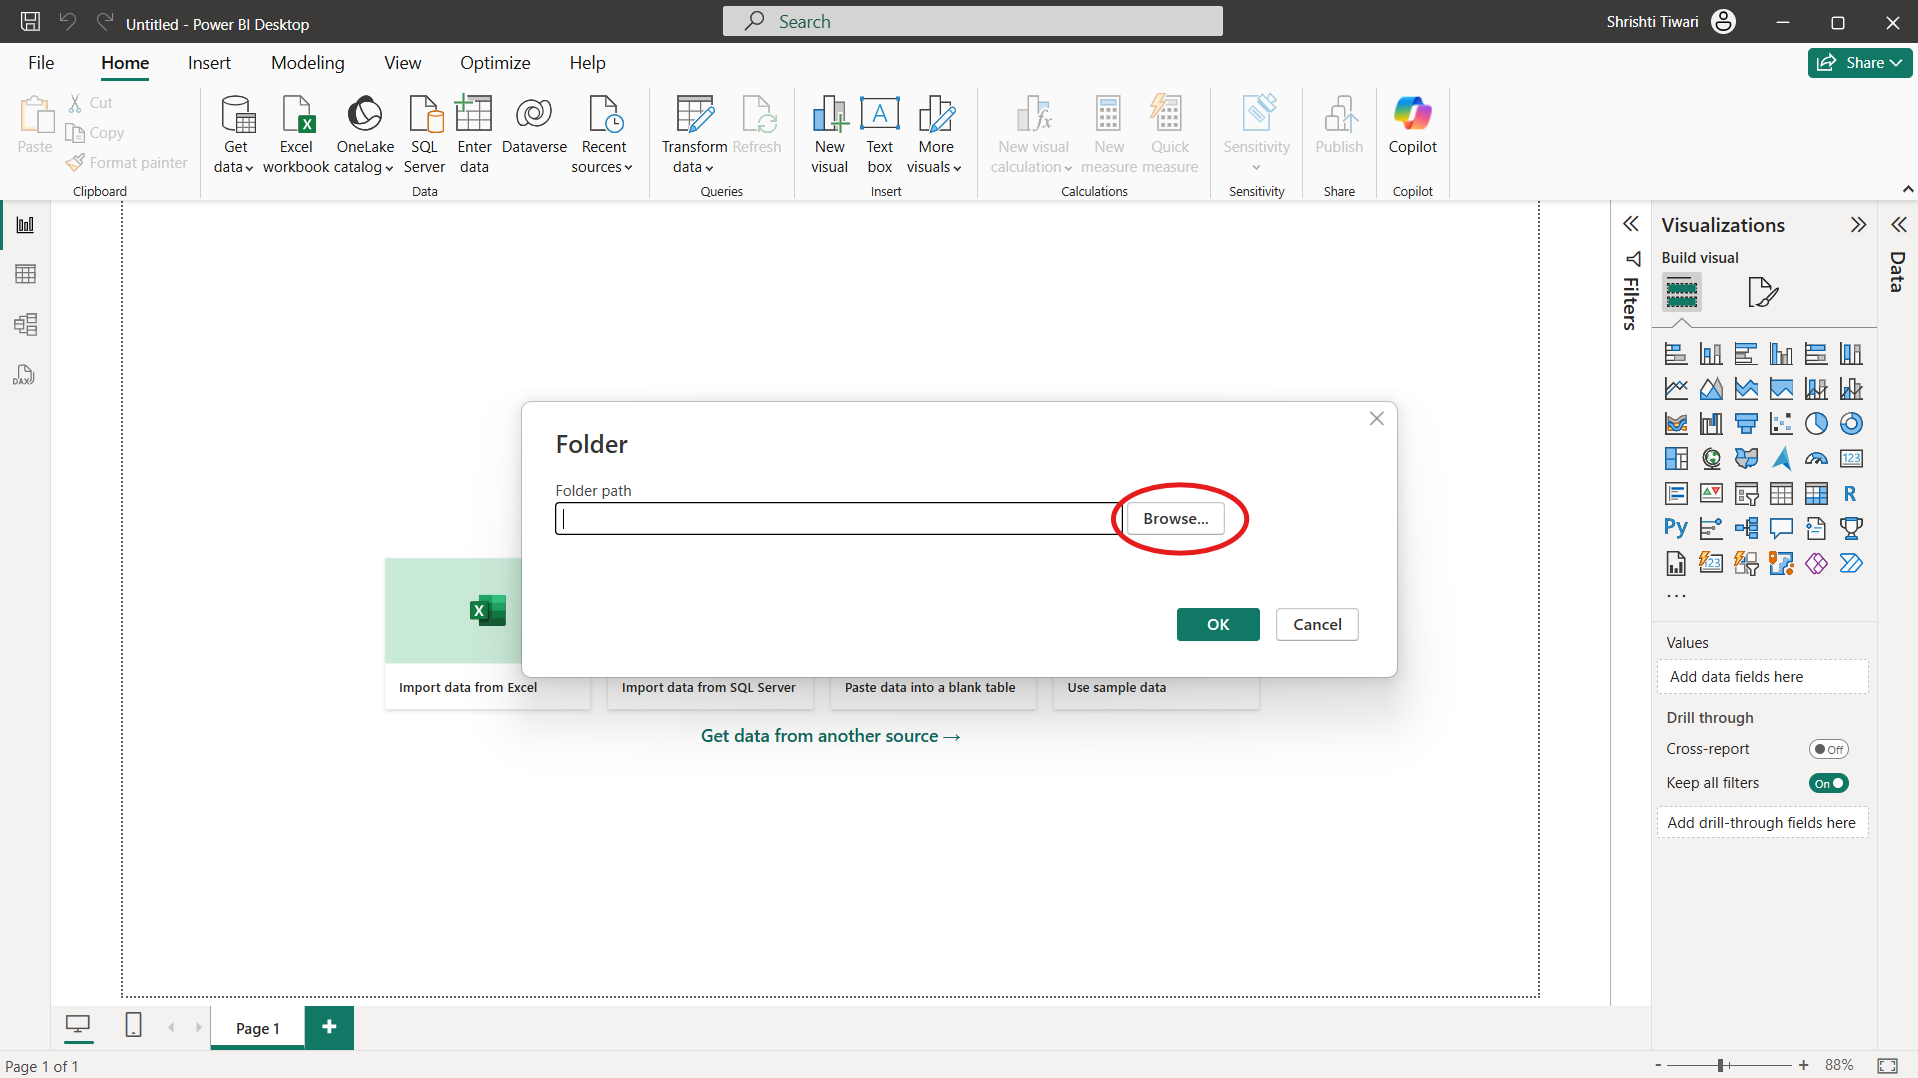 Untitled - Power BI Desktop
Search
Shrishti Tiwari
File Home Insert Modeling View Optimize Help
Share
Paste
Cut
Copy
Format painter
Clipboard
Get data
Excel workbook
OneLake catalog
SQL Server
Enter data
Dataverse
Recent sources
Data
Transform data
Refresh
Queries
New visual
Text box
More visuals
Insert
New visual calculation
New measure
Quick measure
Calculations
Sensitivity
Sensitivity
Publish
Share
Copilot
Copilot
DAX
Folder
Folder path
Browse...
OK
Cancel
Import data from Excel
Import data from SQL Server
Paste data into a blank table
Use sample data
Get data from another source →
Filters
Visualizations
Build visual
123
R
Py
123
...
Values
Add data fields here
Drill through
Cross-report
Off
Keep all filters
On
Add drill-through fields here
Data
Page 1
+
Page 1 of 1
- + 88%